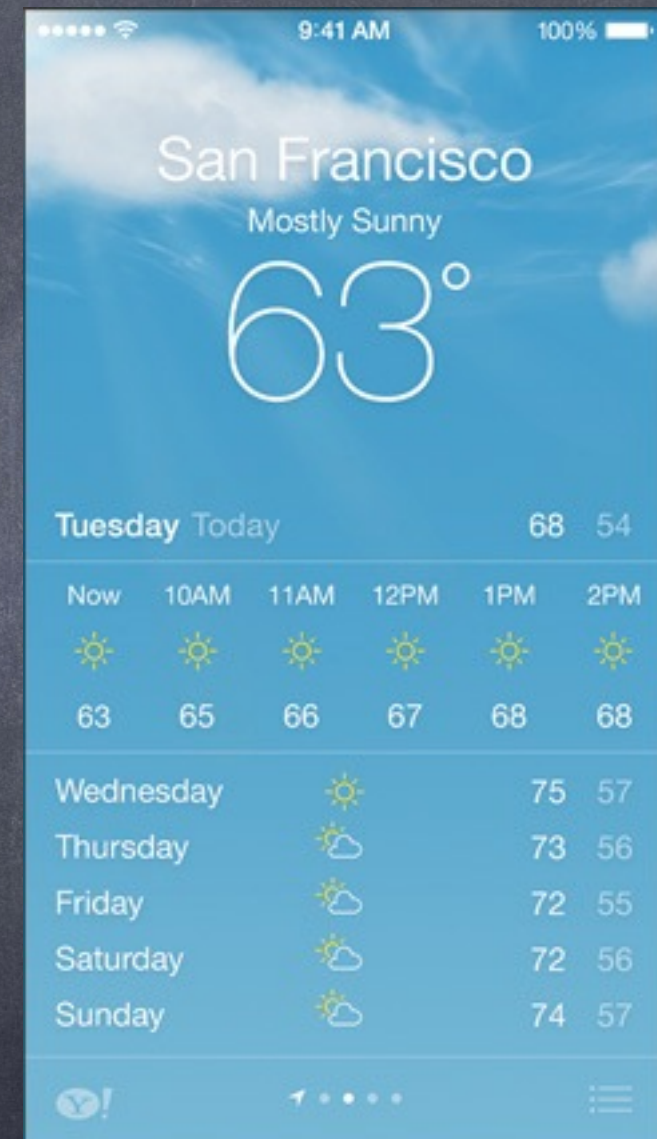 9:41 AM 100%
San Francisco
Mostly Sunny
63°
Tuesday Today 68 54
Now 10AM 11AM 12PM 1PM 2PM
63 65 66 67 68 68
Wednesday 75 57
Thursday 73 56
Friday 72 55
Saturday 72 56
Sunday 74 57
Y!